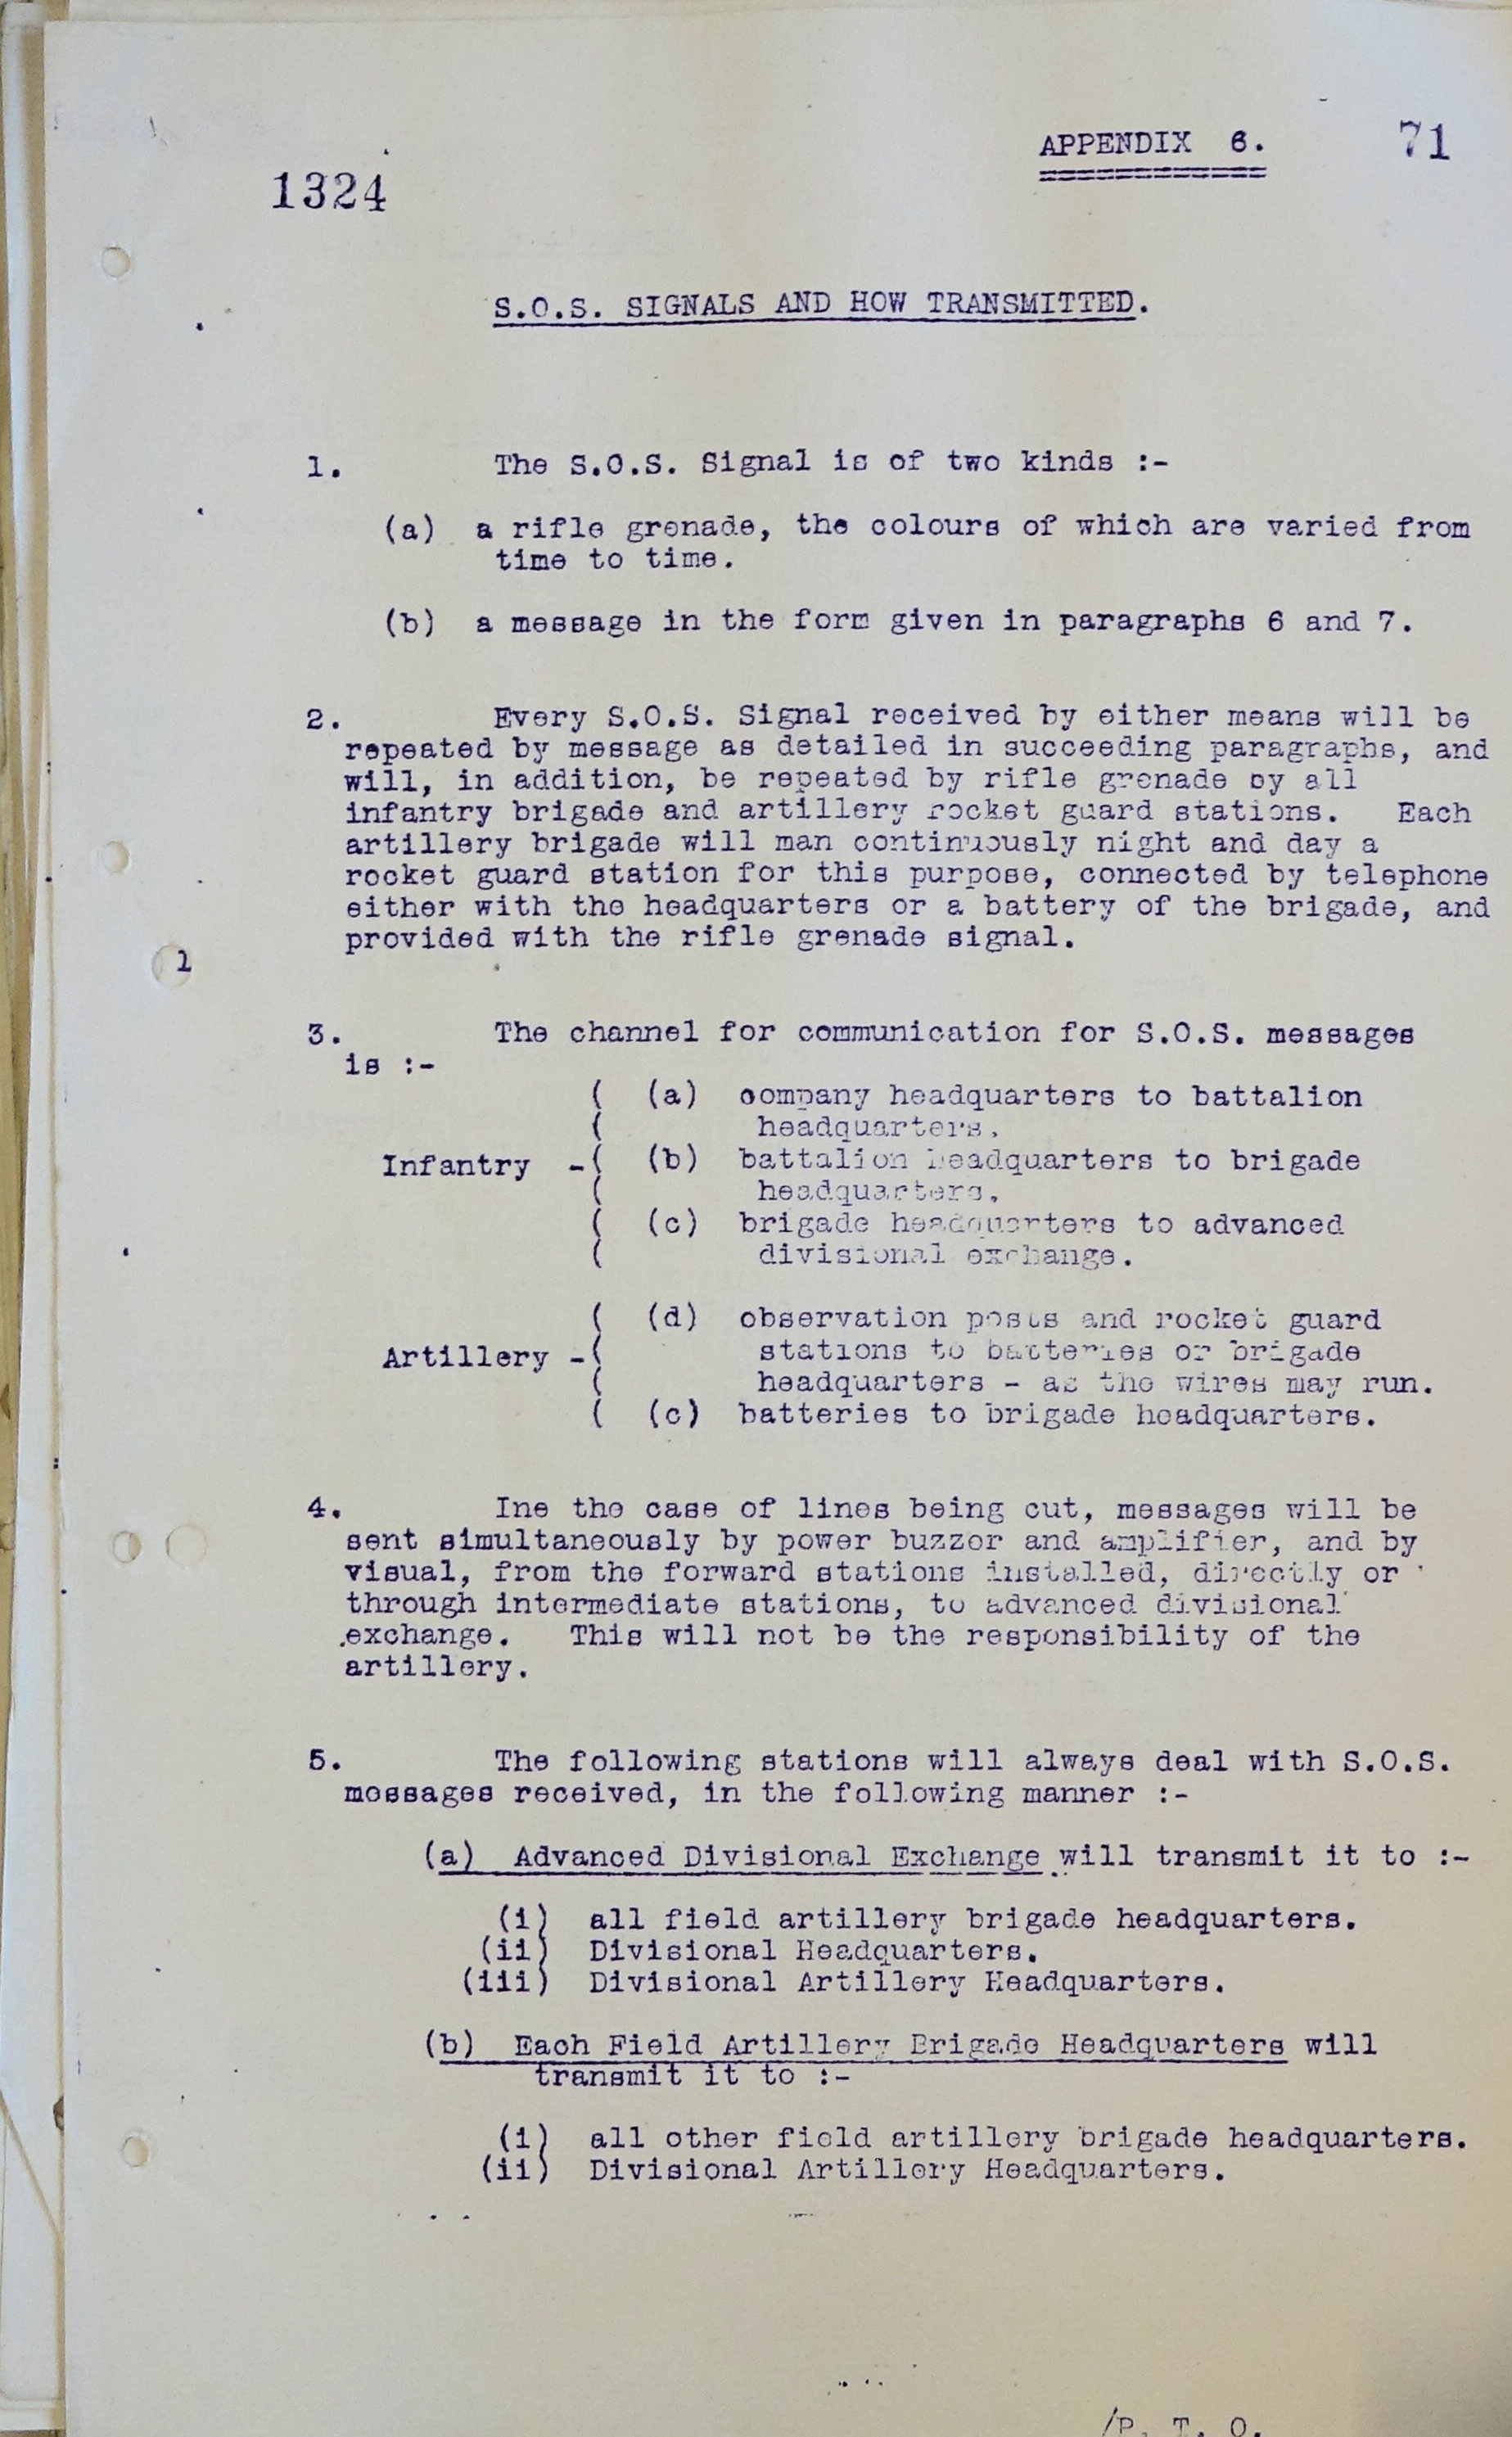 APPENDIX 6.
71
1324
S.O.S. SIGNALS AND HOW TRANSMITTED.
1. The S.O.S. Signal is of two kinds :-
(a) a rifle grenade, the colours of which are varied from
time to time.
(b) a message in the form given in paragraphs 6 and 7.
2. Every S.O.S. Signal received by either means will be
repeated by message as detailed in succeeding paragraphs, and
will, in addition, be repeated by rifle grenade by all
infantry brigade and artillery rocket guard stations. Each
artillery brigade will man continuously night and day a
rocket guard station for this purpose, connected by telephone
either with the headquarters or a battery of the brigade, and
provided with the rifle grenade signal.
1
3. The channel for communication for S.O.S. messages
is :-
( (a) company headquarters to battalion
( headquarters.
Infantry -( (b) battalion headquarters to brigade
( headquarters.
( (c) brigade headquarters to advanced
( divisional exchange.
( (d) observation posts and rocket guard
Artillery -( stations to batteries or brigade
( headquarters - as the wires may run.
( (c) batteries to brigade headquarters.
4. Ine the case of lines being cut, messages will be
sent simultaneously by power buzzor and amplifier, and by
visual, from the forward stations installed, directly or
through intermediate stations, to advanced divisional
exchange. This will not be the responsibility of the
artillery.
5. The following stations will always deal with S.O.S.
messages received, in the following manner :-
(a) Advanced Divisional Exchange will transmit it to :-
(i) all field artillery brigade headquarters.
(ii) Divisional Headquarters.
(iii) Divisional Artillery Headquarters.
(b) Each Field Artillery Brigade Headquarters will
transmit it to :-
(i) all other field artillery brigade headquarters.
(ii) Divisional Artillery Headquarters.
/P. T. O.